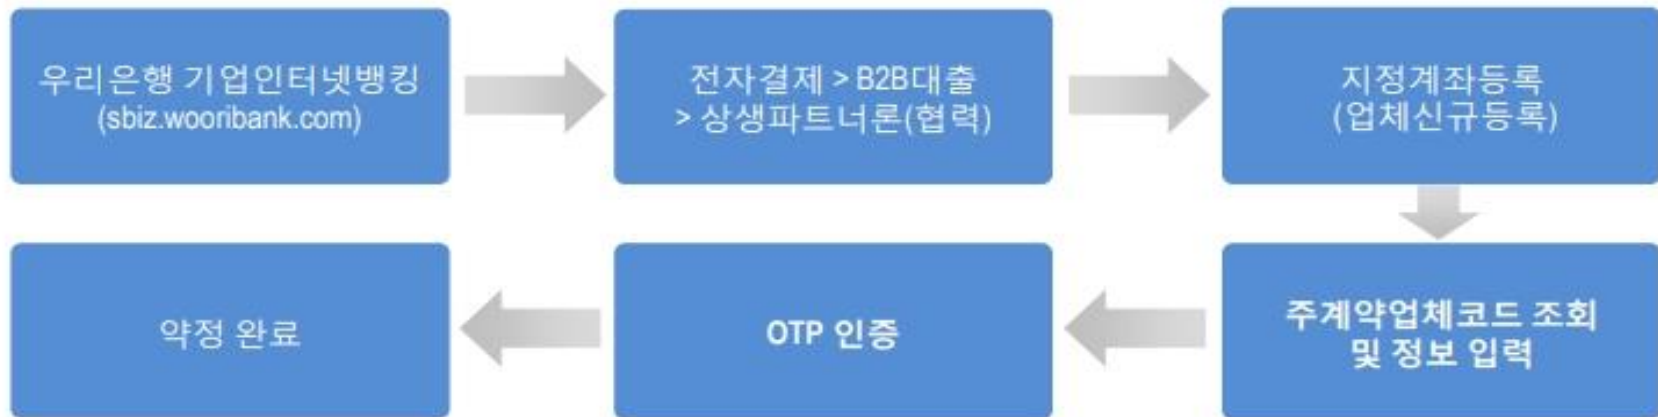 우리은행 기업인터넷뱅킹
(sbiz.wooribank.com)
전자결제 > B2B대출
> 상생파트너론(협력)
지정계좌등록
(업체신규등록)
주계약업체코드 조회
및 정보 입력
OTP 인증
약정 완료